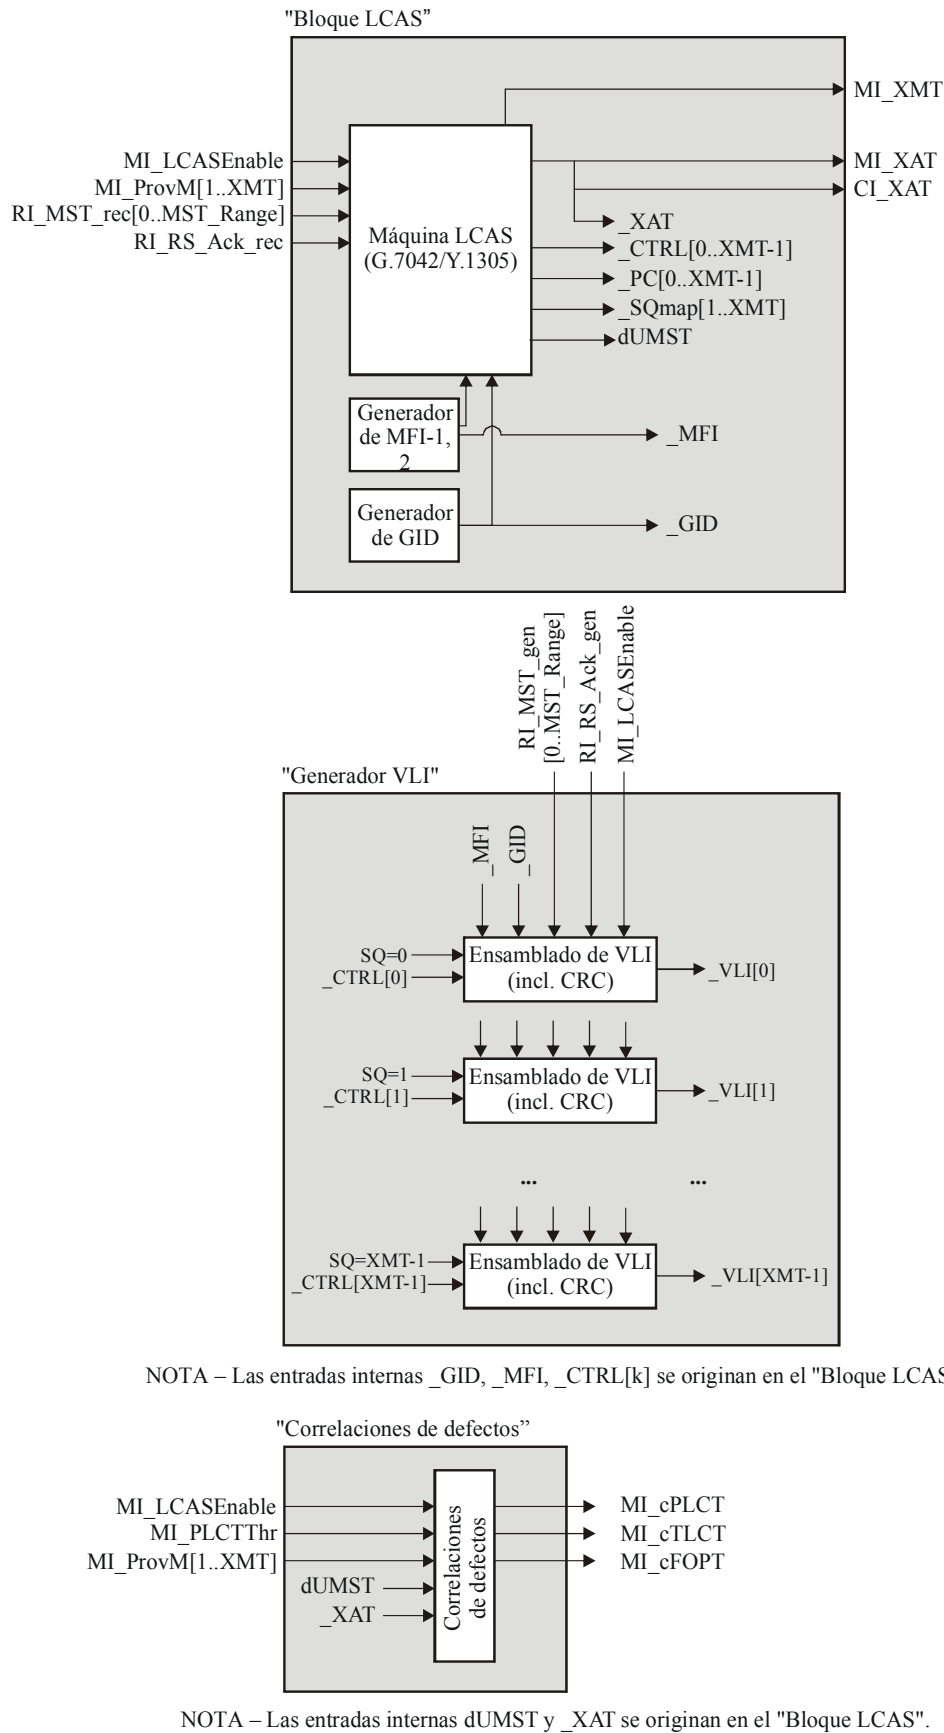 "Bloque LCAS”
MI_XMT
MI_LCASEnable
MI_ProvM[1..XMT]
RI_MST_rec[0..MST_Range]
RI_RS_Ack_rec
Máquina LCAS
(G.7042/Y.1305)
MI_XAT
CI_XAT
_XAT
_CTRL[0..XMT-1]
_PC[0..XMT-1]
_SQmap[1..XMT]
dUMST
Generador
de MFI-1,
2
_MFI
Generador
de GID
_GID
RI_MST_gen
[0..MST_Range]
RI_RS_Ack_gen
MI_LCASEnable
"Generador VLI"
_MFI
_GID
SQ=0
_CTRL[0]
Ensamblado de VLI
(incl. CRC)
_VLI[0]
SQ=1
_CTRL[1]
Ensamblado de VLI
(incl. CRC)
_VLI[1]
... ...
SQ=XMT-1
_CTRL[XMT-1]
Ensamblado de VLI
(incl. CRC)
_VLI[XMT-1]
NOTA – Las entradas internas _GID, _MFI, _CTRL[k] se originan en el "Bloque LCAS
"Correlaciones de defectos”
MI_LCASEnable
MI_PLCTThr
MI_ProvM[1..XMT]
dUMST
_XAT
Correlaciones
de defectos
MI_cPLCT
MI_cTLCT
MI_cFOPT
NOTA – Las entradas internas dUMST y _XAT se originan en el "Bloque LCAS".